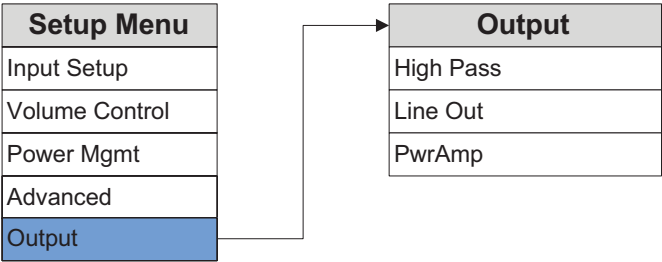 Setup Menu
Input Setup
Volume Control
Power Mgmt
Advanced
Output
Output
High Pass
Line Out
PwrAmp